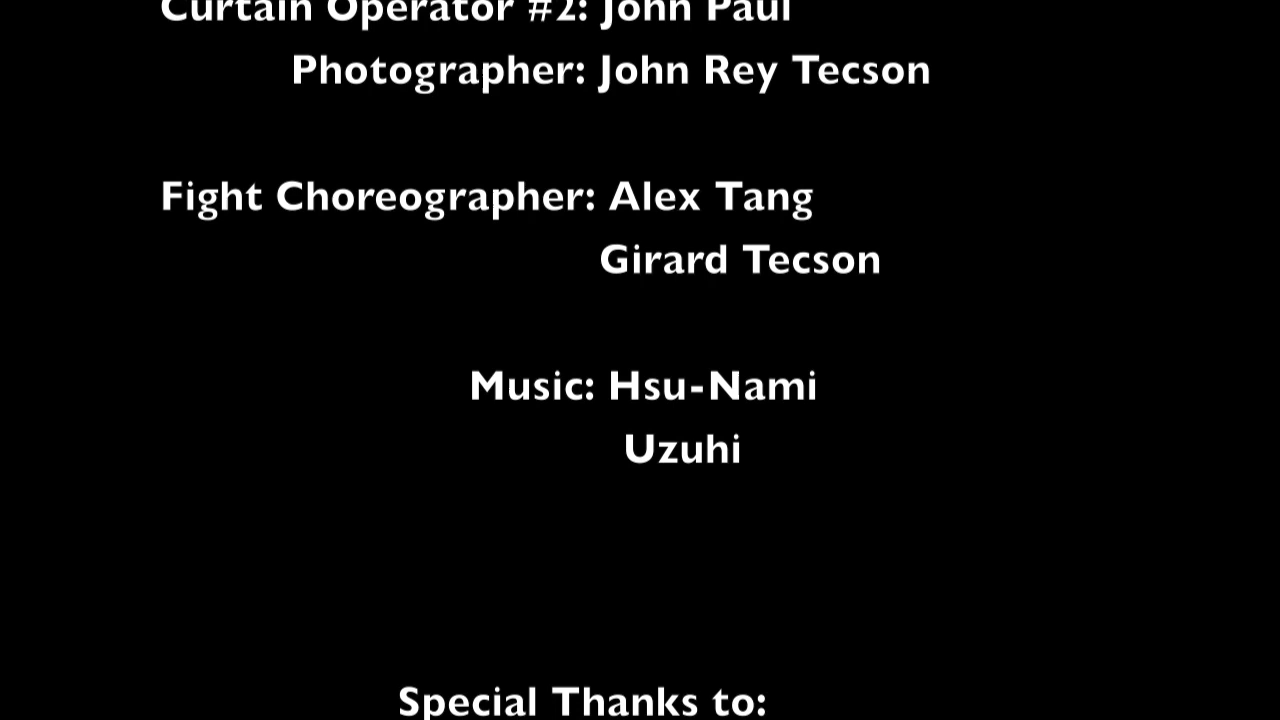 Curtain Operator #2: John Paul
Photographer: John Rey Tecson
Fight Choreographer: Alex Tang
Girard Tecson
Music: Hsu-Nami
Uzuhi
Special Thanks to: